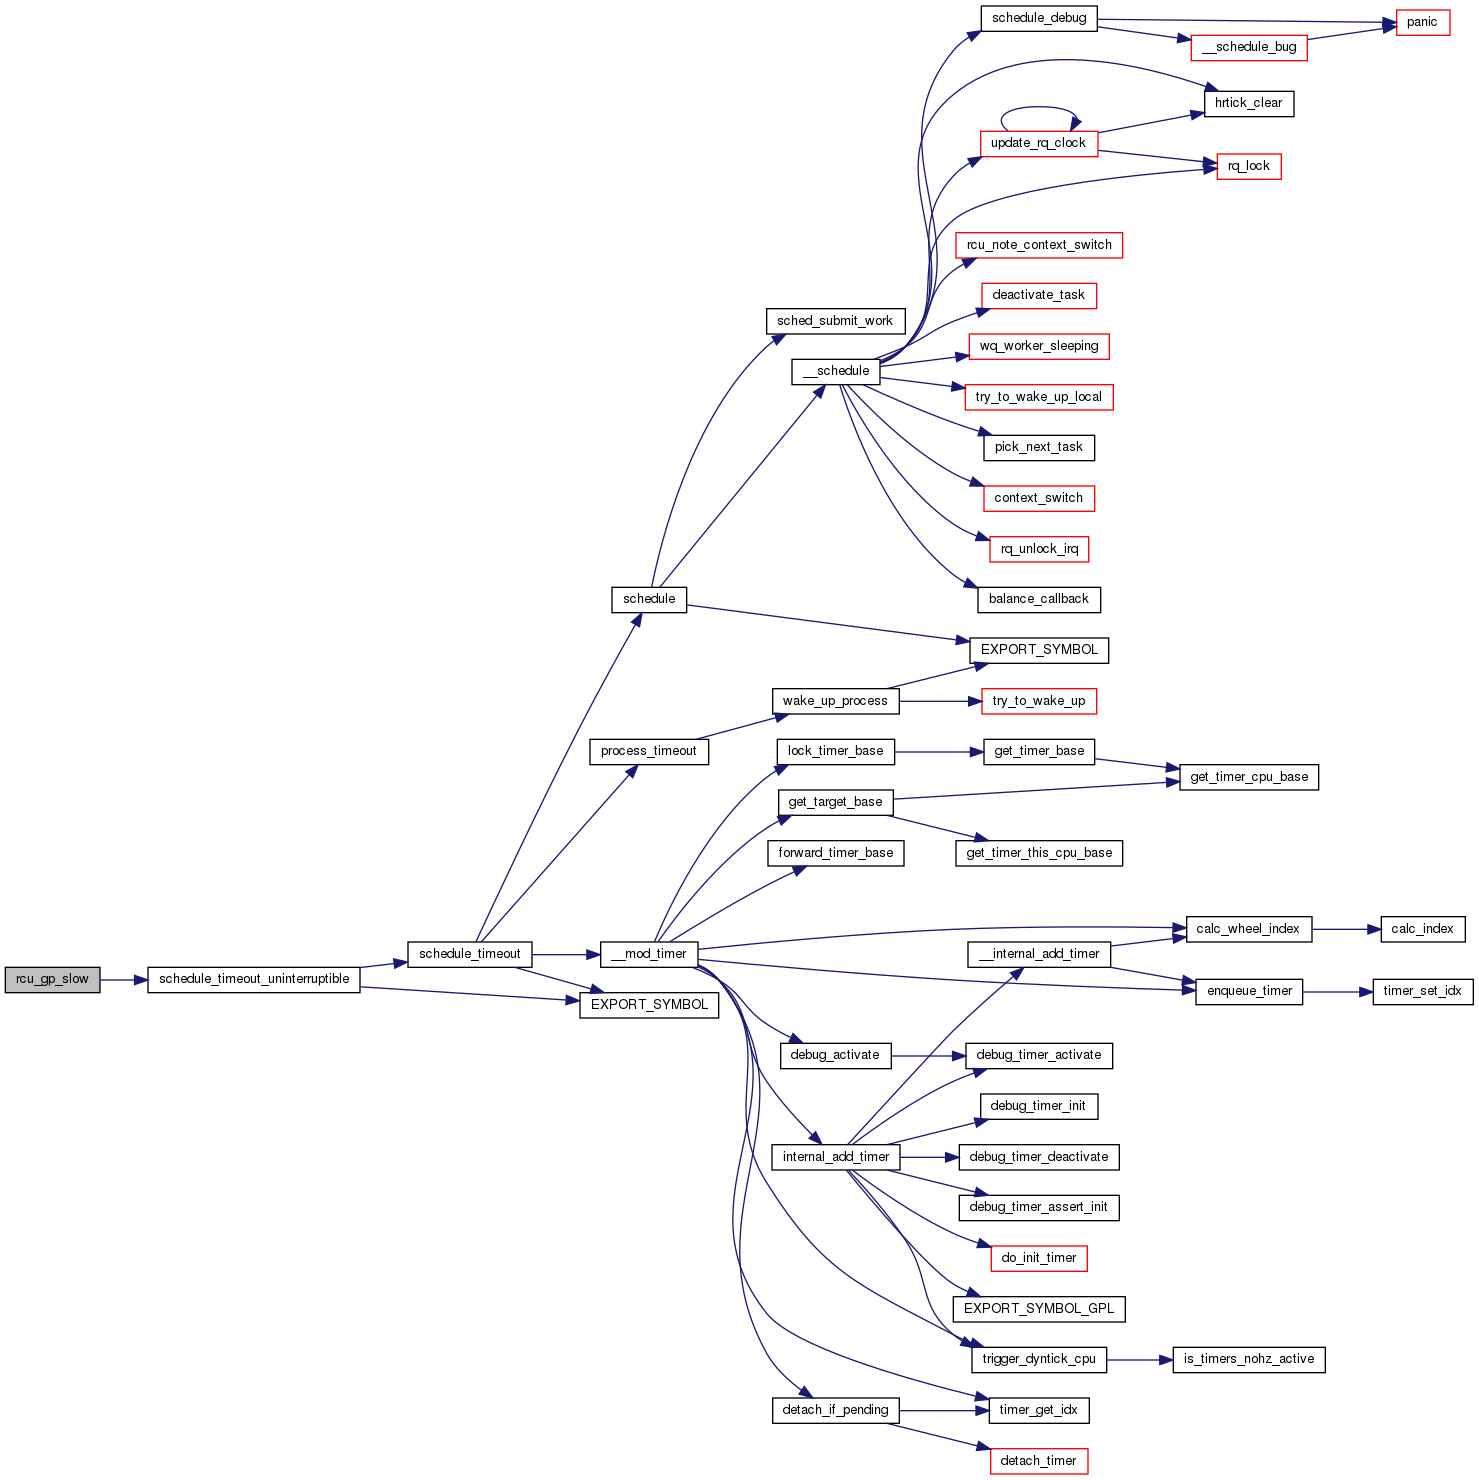 schedule_debug
panic
__schedule_bug
hrtick_clear
update_rq_clock
rq_lock
rcu_note_context_switch
deactivate_task
sched_submit_work
wq_worker_sleeping
__schedule
try_to_wake_up_local
pick_next_task
context_switch
rq_unlock_irq
schedule
balance_callback
EXPORT_SYMBOL
wake_up_process
try_to_wake_up
process_timeout
lock_timer_base
get_timer_base
get_timer_cpu_base
get_target_base
forward_timer_base
get_timer_this_cpu_base
calc_wheel_index
calc_index
schedule_timeout
__mod_timer
__internal_add_timer
rcu_gp_slow
schedule_timeout_uninterruptible
enqueue_timer
timer_set_idx
EXPORT_SYMBOL
debug_activate
debug_timer_activate
debug_timer_init
internal_add_timer
debug_timer_deactivate
debug_timer_assert_init
do_init_timer
EXPORT_SYMBOL_GPL
trigger_dyntick_cpu
is_timers_nohz_active
detach_if_pending
timer_get_idx
detach_timer